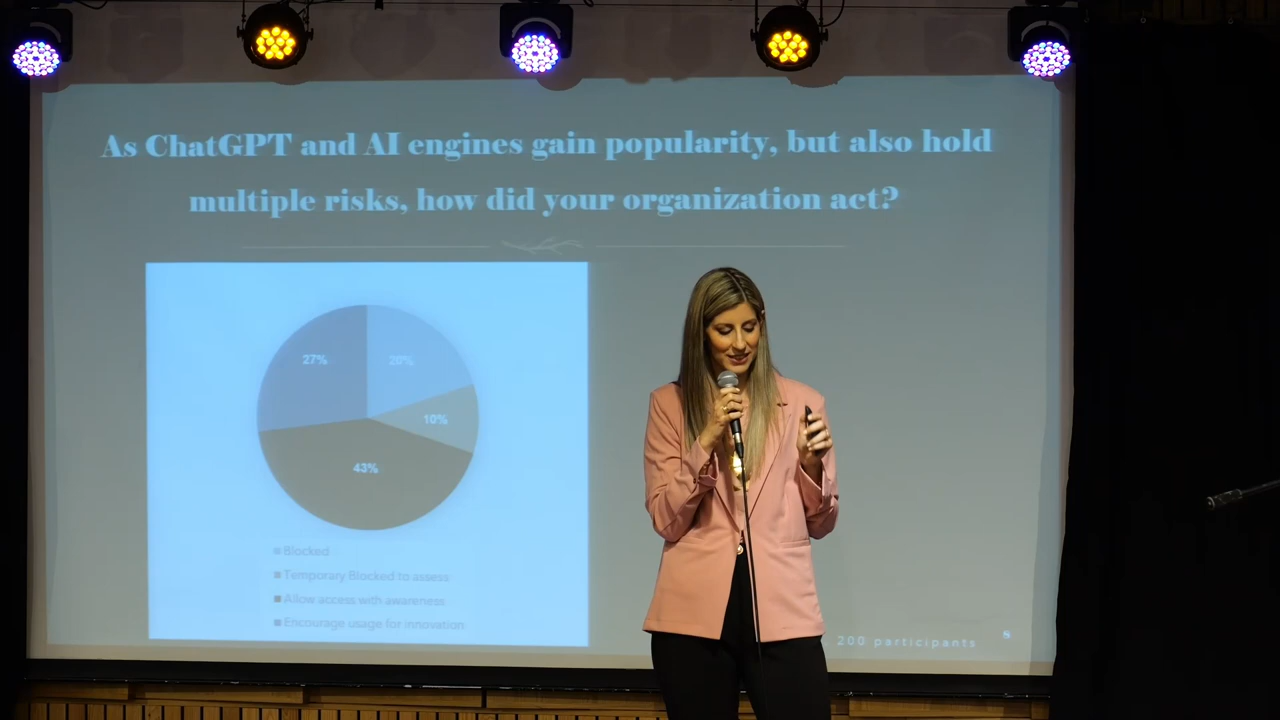 As ChatGPT and AI engines gain popularity, but also hold
multiple risks, how did your organization act?
27%
20%
10%
43%
Blocked
Temporary Blocked to assess
Allow access with awareness
Encourage usage for innovation
200 participants
8